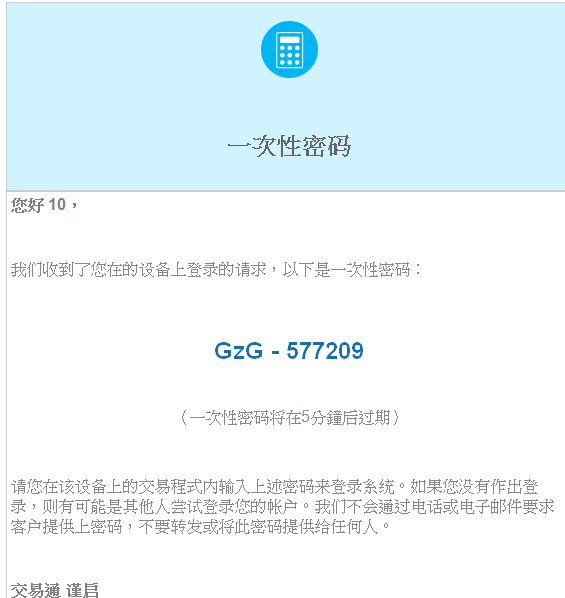 一次性密码
您好 10，
我们收到了您在的设备上登录的请求，以下是一次性密码：
GzG - 577209
（一次性密码将在5分鐘后过期）
请您在该设备上的交易程式内输入上述密码来登录系统。如果您没有作出登
录，则有可能是其他人尝试登录您的帐户。我们不会通过电话或电子邮件要求
客户提供上密码，不要转发或将此密码提供给任何人。
交易通 谨启